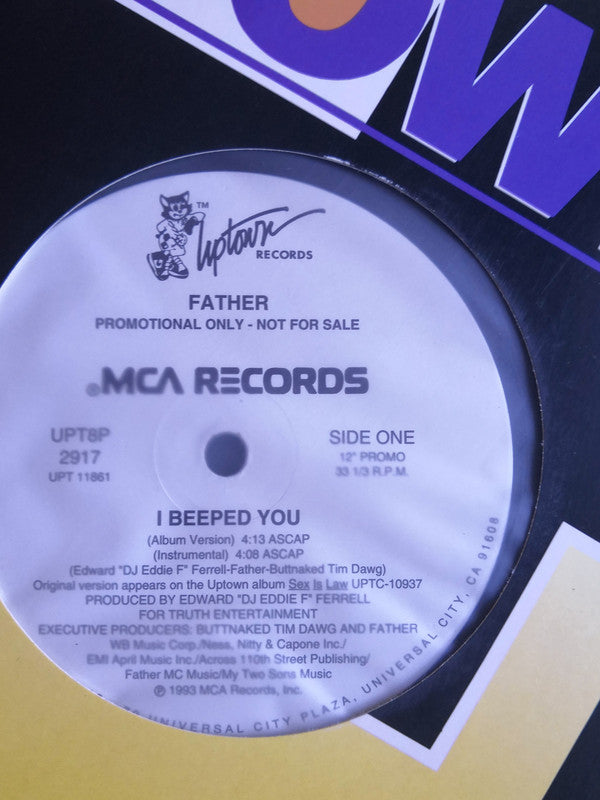 OW
TM
Uptown
RECORDS
FATHER
PROMOTIONAL ONLY - NOT FOR SALE
MCA RECORDS®
UPT8P
2917
UPT 11861
SIDE ONE
12" PROMO
33 1/3 R.P.M.
I BEEPED YOU
(Album Version) 4:13 ASCAP
(Instrumental) 4:08 ASCAP
(Edward "DJ Eddie F" Ferrell-Father-Buttnaked Tim Dawg)
Original version appears on the Uptown album Sex Is Law UPTC-10937
PRODUCED BY EDWARD "DJ EDDIE F" FERRELL
FOR TRUTH ENTERTAINMENT
EXECUTIVE PRODUCERS: BUTTNAKED TIM DAWG AND FATHER
WB Music Corp./Ness, Nitty & Capone Inc./
EMI April Music Inc./Across 110th Street Publishing/
Father MC Music/My Two Sons Music
℗ 1993 MCA Records, Inc.
UNIVERSAL CITY PLAZA, UNIVERSAL CITY, CA 91608